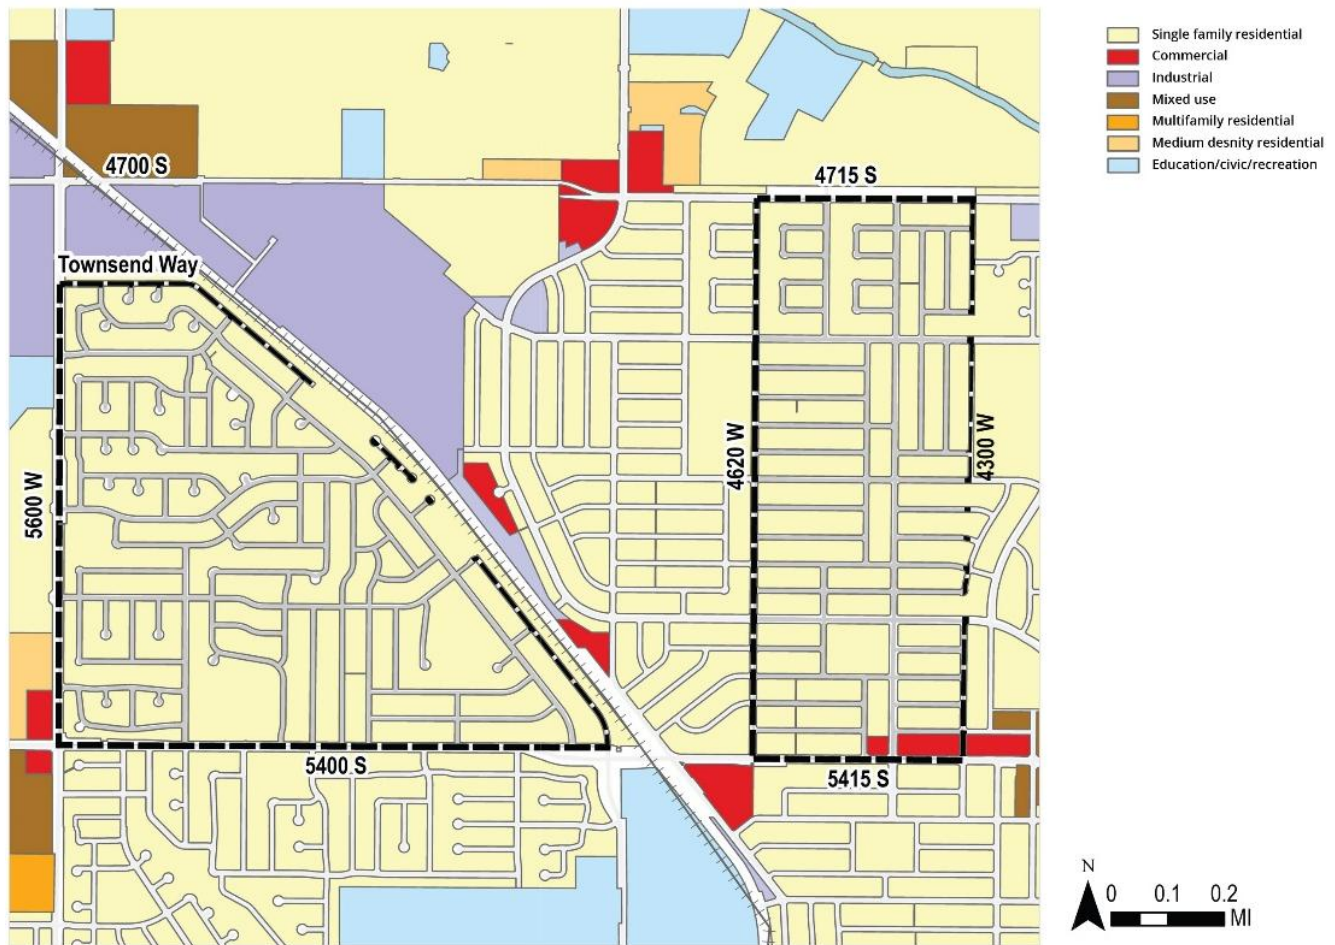 Single family residential
Commercial
Industrial
Mixed use
Multifamily residential
Medium desnity residential
Education/civic/recreation
4700 S
4715 S
Townsend Way
5600 W
4620 W
4300 W
5400 S
5415 S
N
0 0.1 0.2
MI